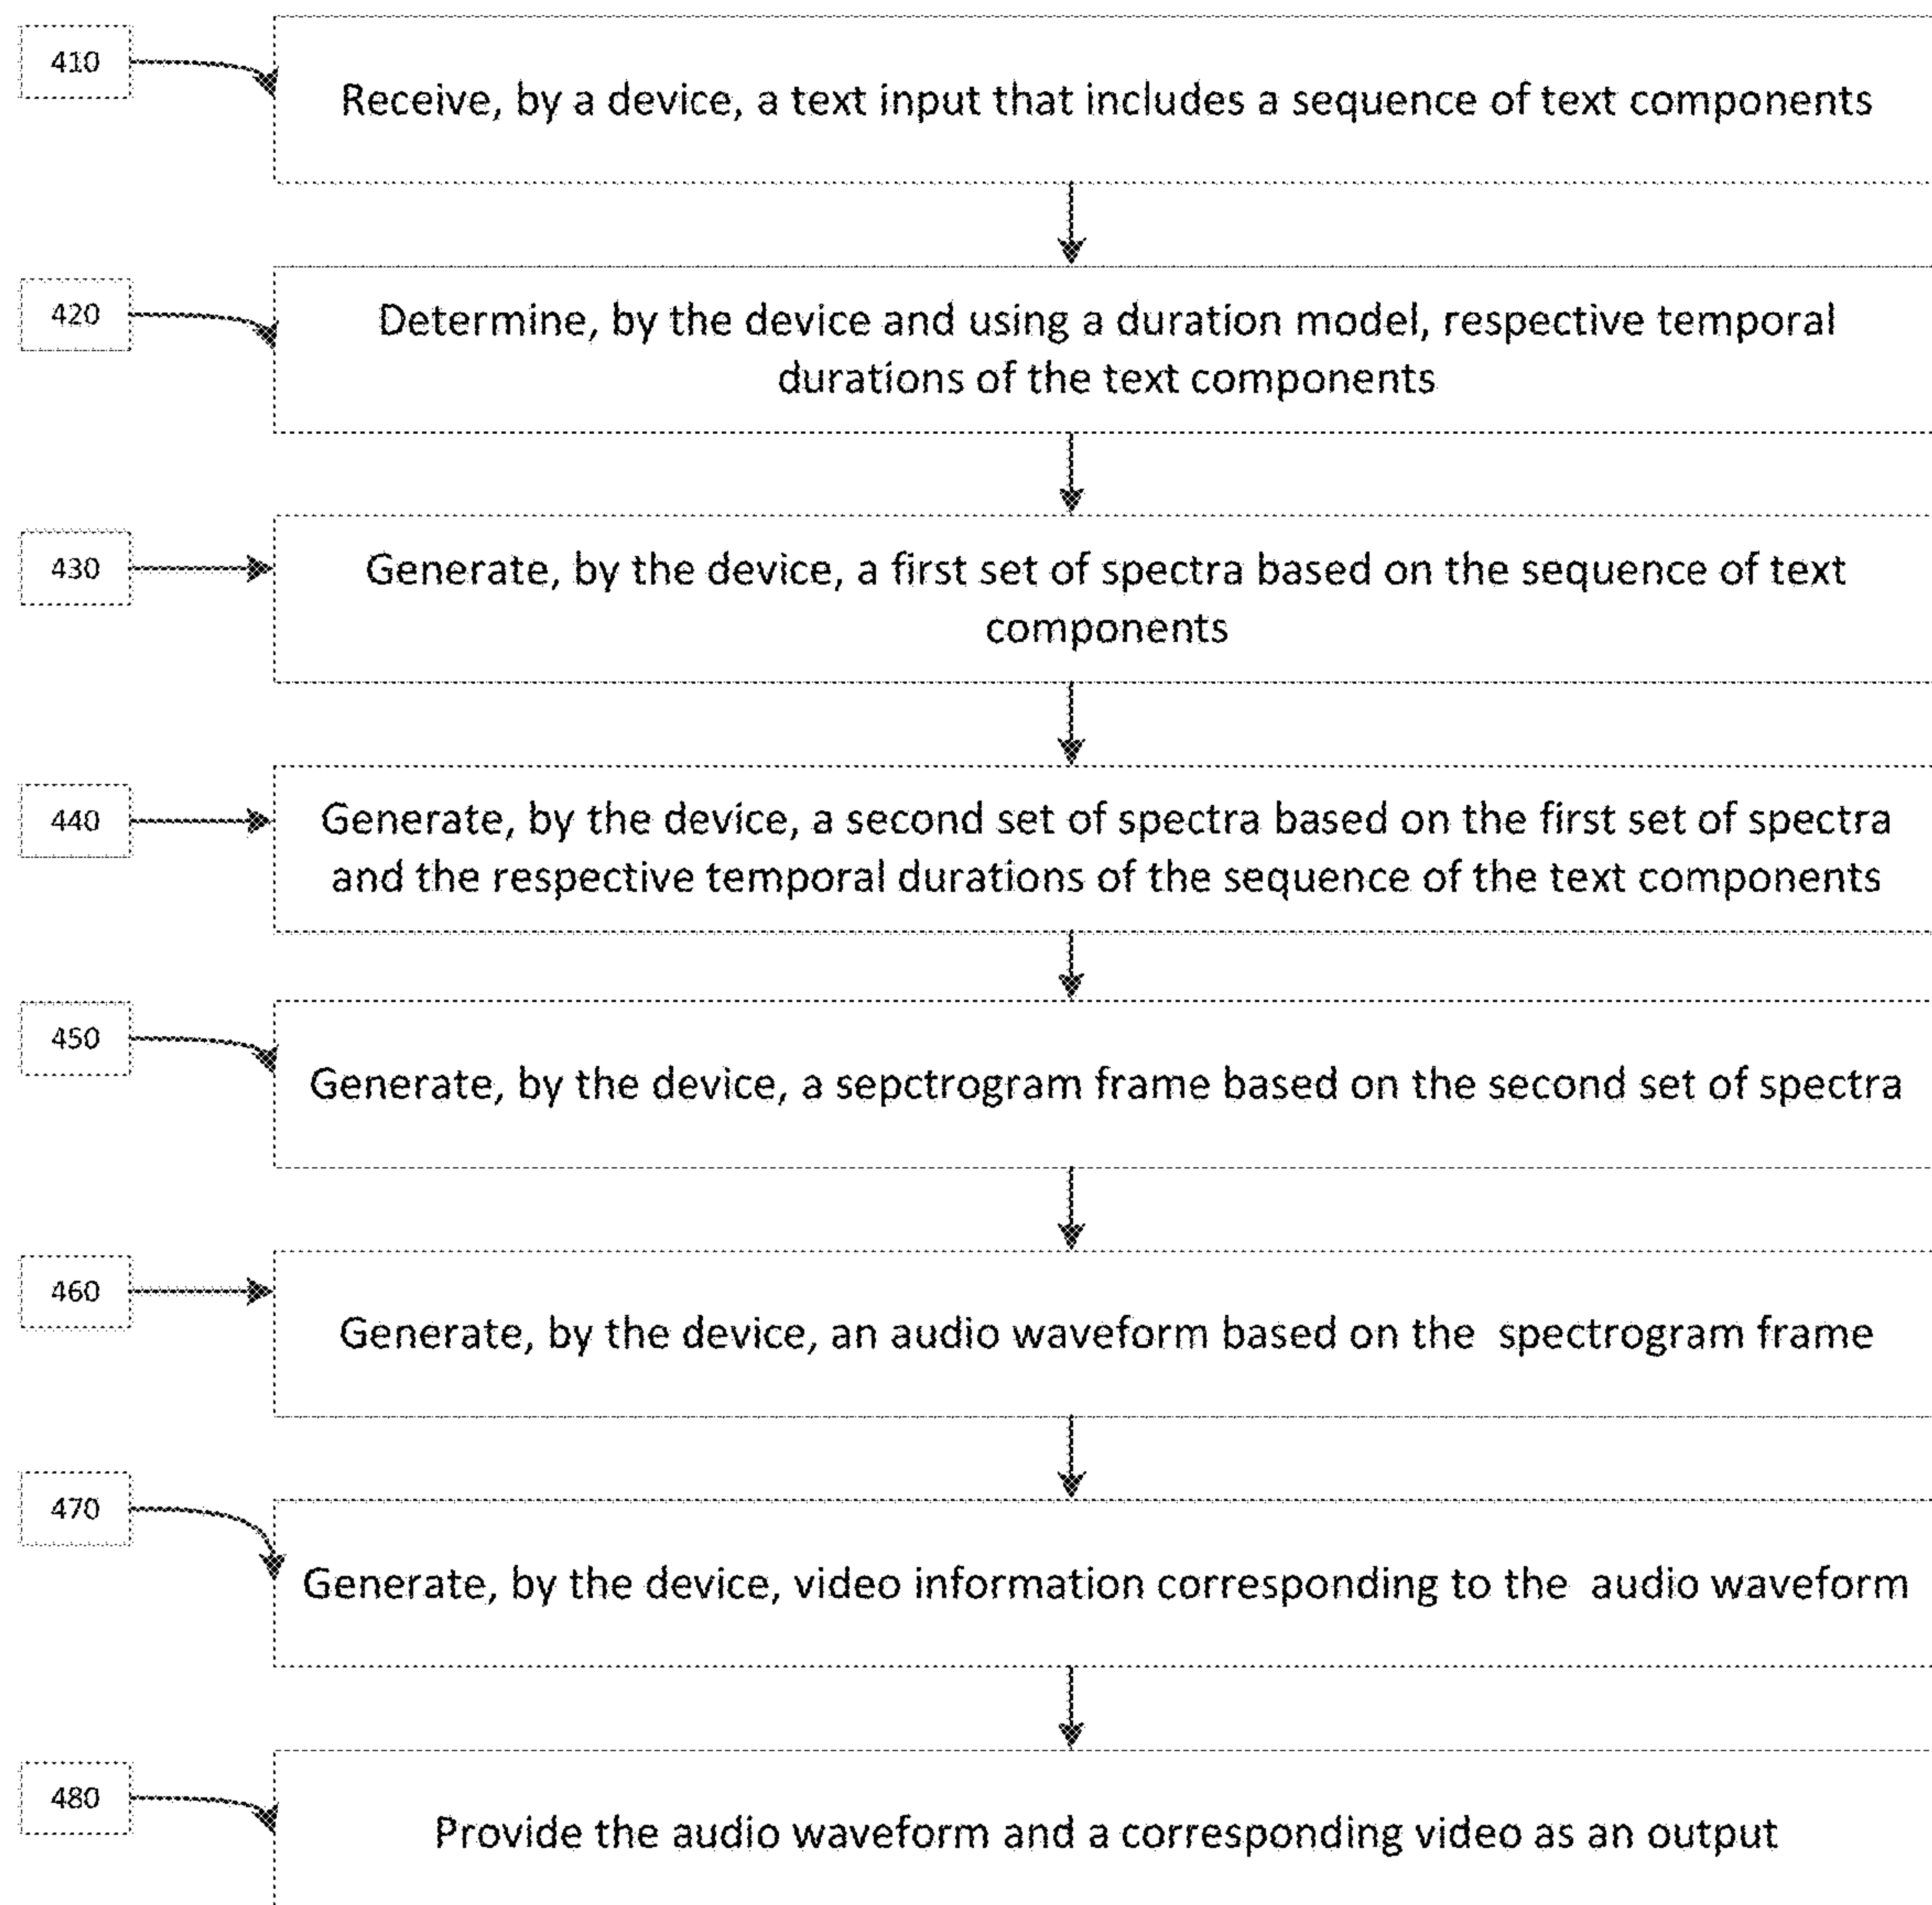 410
Receive, by a device, a text input that includes a sequence of text components
420
Determine, by the device and using a duration model, respective temporal
durations of the text components
430
Generate, by the device, a first set of spectra based on the sequence of text
components
440
Generate, by the device, a second set of spectra based on the first set of spectra
and the respective temporal durations of the sequence of the text components
450
Generate, by the device, a sepctrogram frame based on the second set of spectra
460
Generate, by the device, an audio waveform based on the  spectrogram frame
470
Generate, by the device, video information corresponding to the  audio waveform
480
Provide the audio waveform and a corresponding video as an output